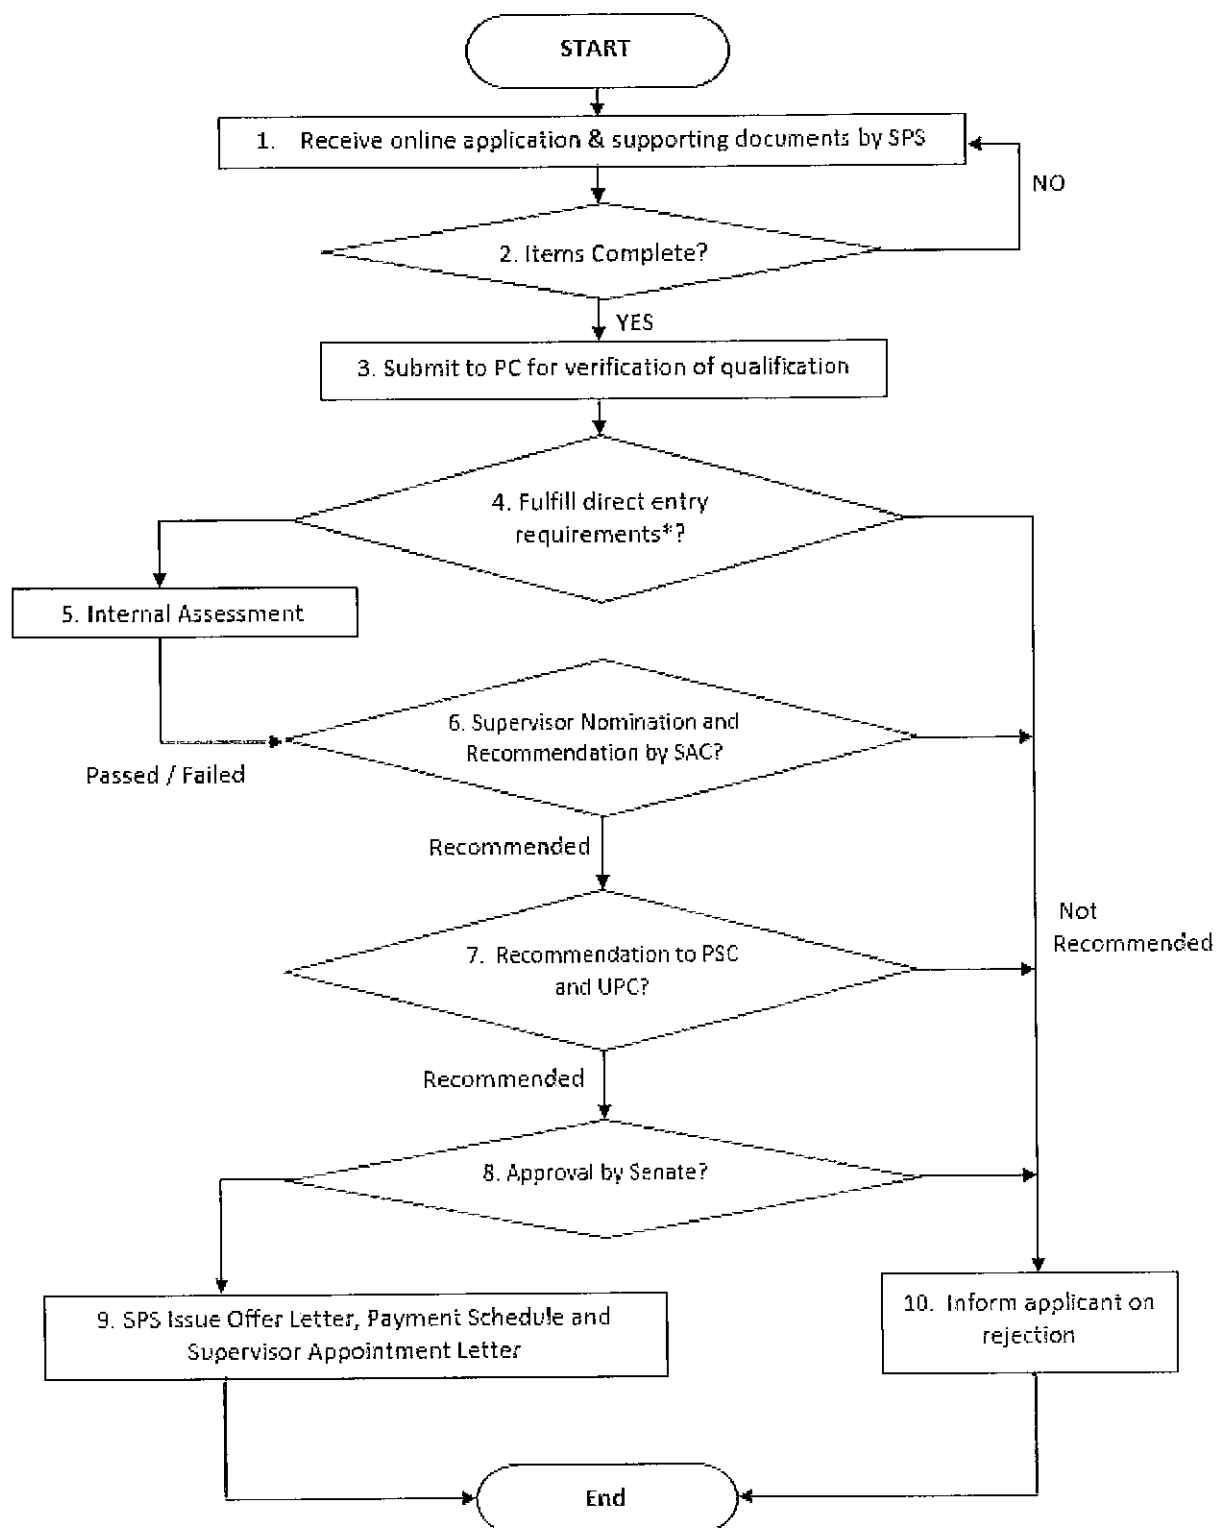 START
1. Receive online application & supporting documents by SPS
NO
2. Items Complete?
YES
3. Submit to PC for verification of qualification
4. Fulfill direct entry
requirements*?
5. Internal Assessment
6. Supervisor Nomination and
Recommendation by SAC?
Passed / Failed
Recommended
Not
Recommended
7. Recommendation to PSC
and UPC?
Recommended
8. Approval by Senate?
9. SPS Issue Offer Letter, Payment Schedule and
Supervisor Appointment Letter
10. Inform applicant on
rejection
End